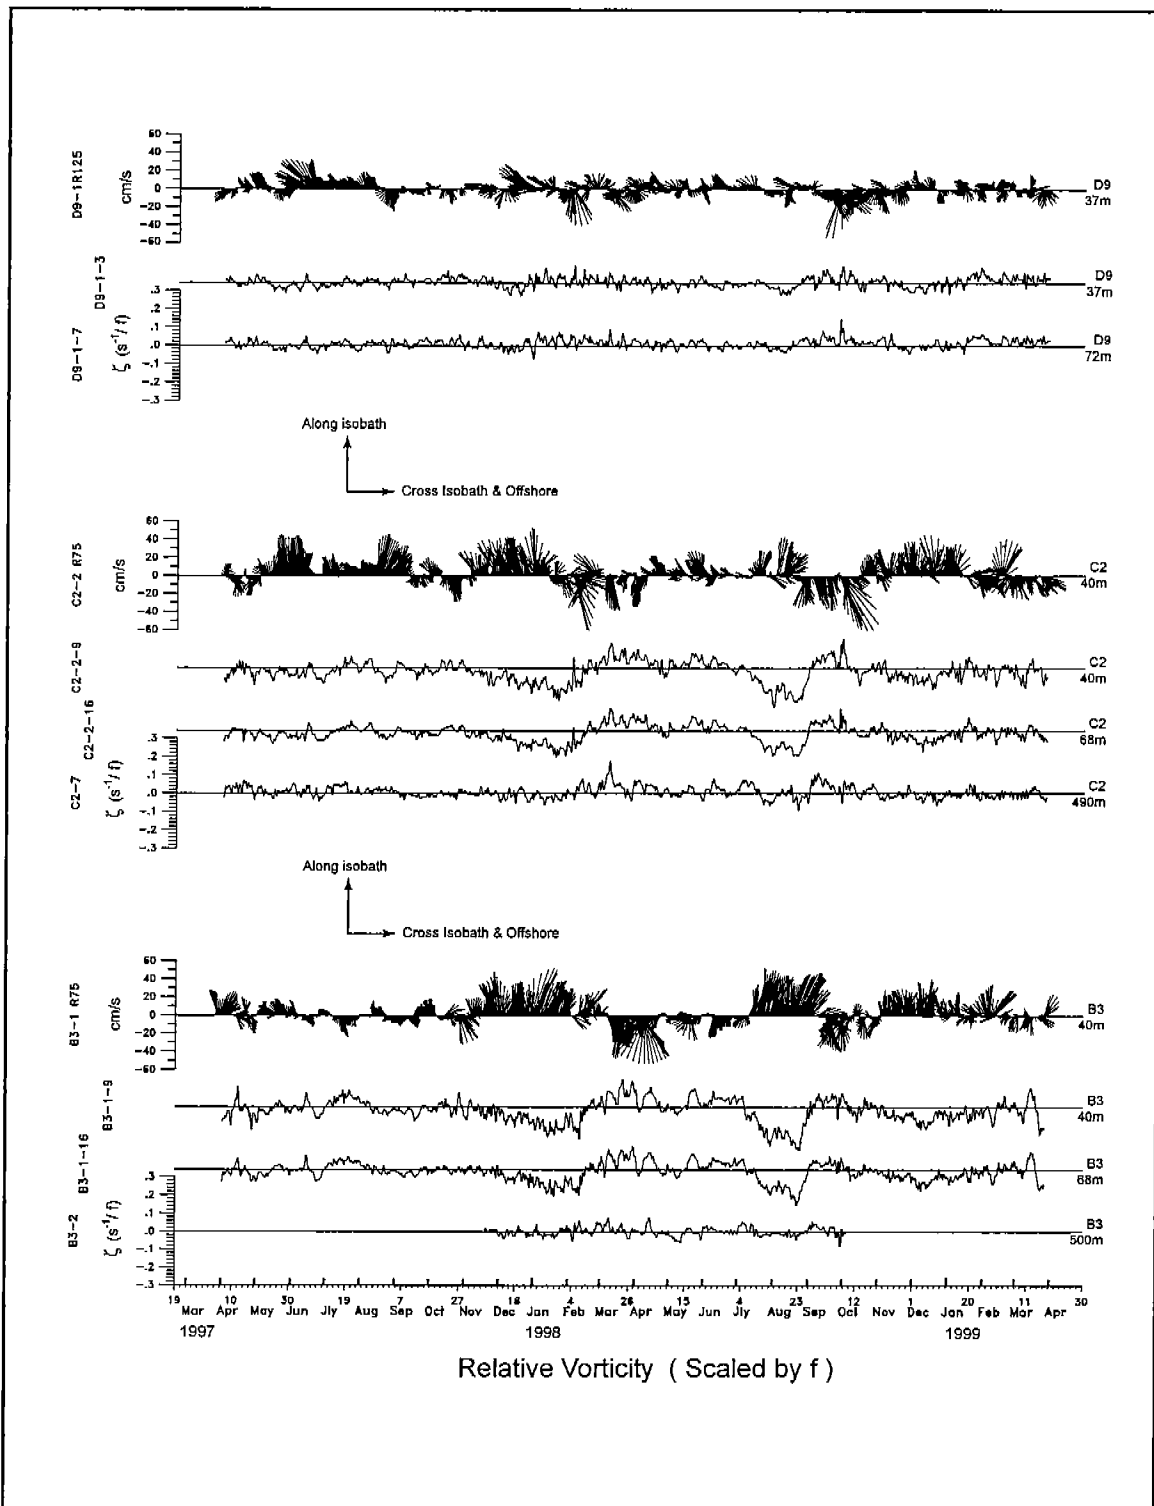 60
40
20
0
-20
-40
-60
cm/s
D9-1R125
D9
37m
D9-1-3
D9
37m
.3
.2
.1
.0
-.1
-.2
-.3
ζ (s⁻¹/f)
D9-1-7
D9
72m
Along isobath
Cross Isobath & Offshore
60
40
20
0
-20
-40
-60
cm/s
C2-2 R75
C2
40m
C2-2-9
C2
40m
C2-2-16
C2
68m
.3
.2
.1
.0
-.1
-.2
-.3
ζ (s⁻¹/f)
C2-7
C2
490m
Along isobath
Cross Isobath & Offshore
60
40
20
0
-20
-40
-60
cm/s
B3-1 R75
B3
40m
B3-1-9
B3
40m
B3-1-16
B3
68m
.3
.2
.1
.0
-.1
-.2
-.3
ζ (s⁻¹/f)
B3-2
B3
500m
19 10 30 19 7 27 16 4 26 15 4 23 12 1 20 11 30
Mar Apr May Jun Jly Aug Sep Oct Nov Dec Jan Feb Mar Apr May Jun Jly Aug Sep Oct Nov Dec Jan Feb Mar Apr
1997 1998 1999
Relative Vorticity ( Scaled by f )